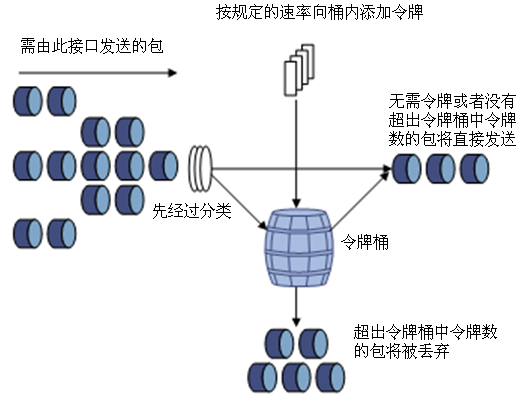 按规定的速率向桶内添加令牌
需由此接口发送的包
无需令牌或者没有
超出令牌桶中令牌
数的包将直接发送
先经过分类
令牌桶
超出令牌桶中令牌数
的包将被丢弃